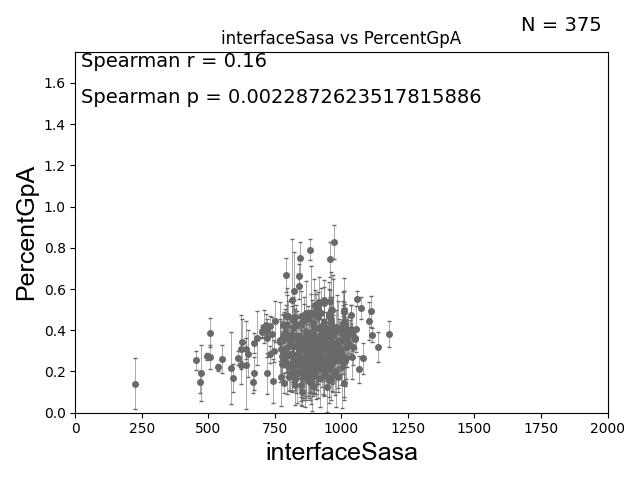 N = 375
interfaceSasa vs PercentGpA
Spearman r = 0.16
Spearman p = 0.0022872623517815886
PercentGpA
1.6
1.4
1.2
1.0
0.8
0.6
0.4
0.2
0.0
0 250 500 750 1000 1250 1500 1750 2000
interfaceSasa